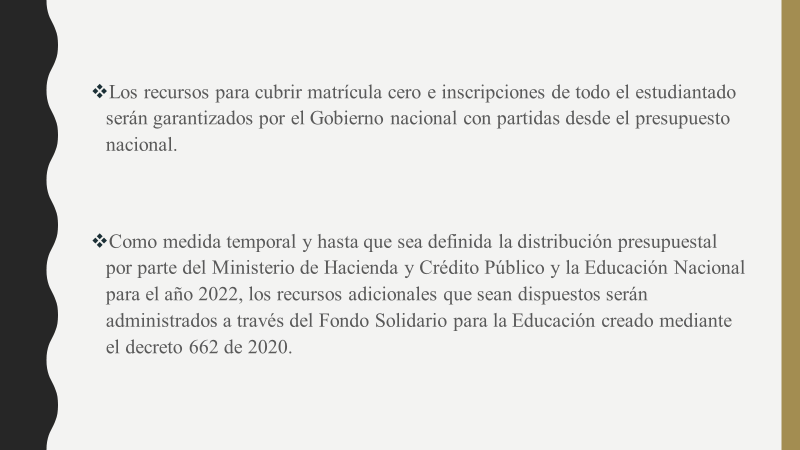 ❖Los recursos para cubrir matrícula cero e inscripciones de todo el estudiantado
serán garantizados por el Gobierno nacional con partidas desde el presupuesto
nacional.
❖Como medida temporal y hasta que sea definida la distribución presupuestal
por parte del Ministerio de Hacienda y Crédito Público y la Educación Nacional
para el año 2022, los recursos adicionales que sean dispuestos serán
administrados a través del Fondo Solidario para la Educación creado mediante
el decreto 662 de 2020.